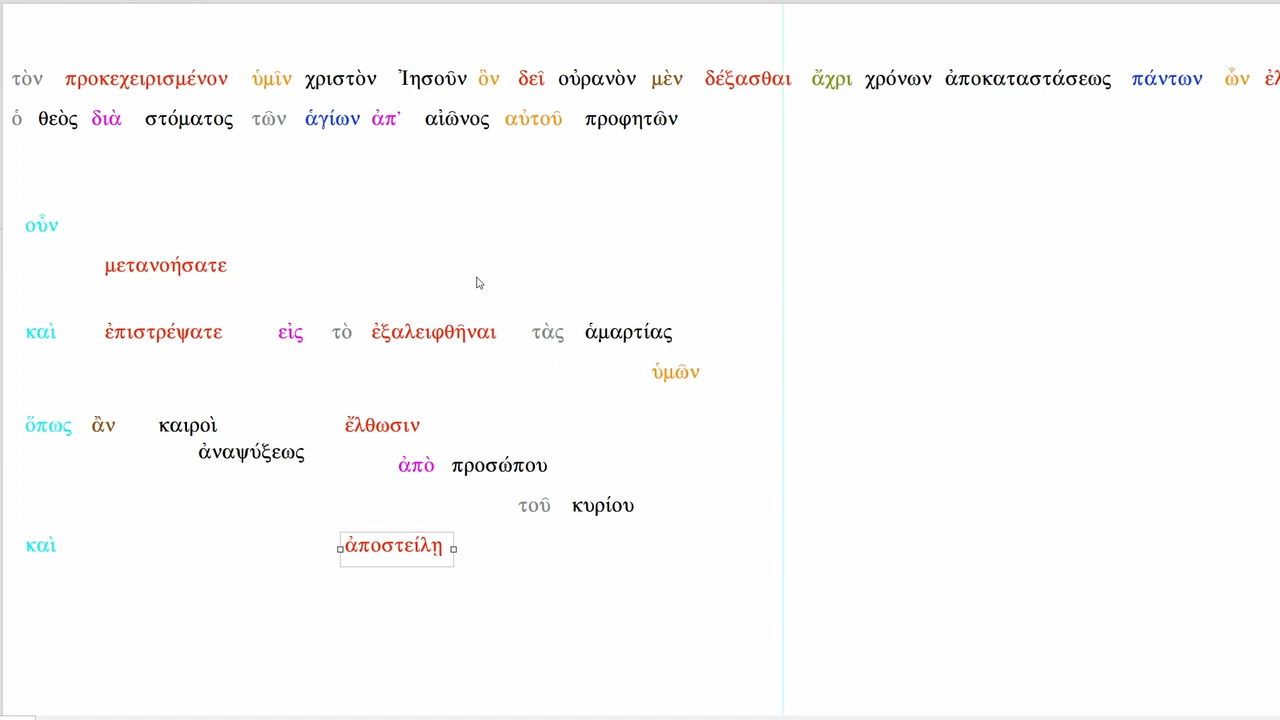 τὸν προκεχειρισμένον ὑμῖν χριστὸν Ἰησοῦν ὃν δεῖ οὐρανὸν μὲν δέξασθαι ἄχρι χρόνων ἀποκαταστάσεως πάντων ὧν
ὁ θεὸς διὰ στόματος τῶν ἁγίων ἀπ’ αἰῶνος αὐτοῦ προφητῶν
οὖν
μετανοήσατε
καὶ ἐπιστρέψατε εἰς τὸ ἐξαλειφθῆναι τὰς ἁμαρτίας
ὑμῶν
ὅπως ἂν καιροὶ ἔλθωσιν
ἀναψύξεως
ἀπὸ προσώπου
τοῦ κυρίου
καὶ ἀποστείλῃ